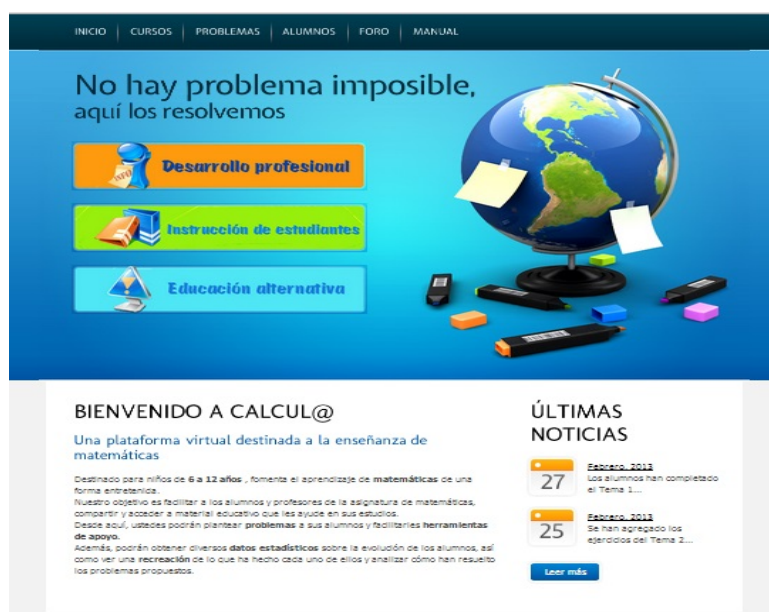 INICIO CURSOS PROBLEMAS ALUMNOS FORO MANUAL
No hay problema imposible,
aquí los resolvemos
Desarrollo profesional
Instrucción de estudiantes
Educación alternativa
BIENVENIDO A CALCUL@
Una plataforma virtual destinada a la enseñanza de
matemáticas
Destinado para niños de 6 a 12 años , fomenta el aprendizaje de matemáticas de una
forma entretenida.
Nuestro objetivo es facilitar a los alumnos y profesores de la asignatura de matemáticas,
compartir y acceder a material educativo que les ayude en sus estudios.
Desde aquí, ustedes podrán plantear problemas a sus alumnos y facilitarles herramientas
de apoyo.
Además, podrán obtener diversos datos estadísticos sobre la evolución de los alumnos, así
como ver una recreación de lo que ha hecho cada uno de ellos y analizar cómo han resuelto
los problemas propuestos.
ÚLTIMAS
NOTICIAS
27
Febrero, 2013
Los alumnos han completado
el Tema 1...
25
Febrero, 2013
Se han agregado los
ejercicios del Tema 2...
Leer más